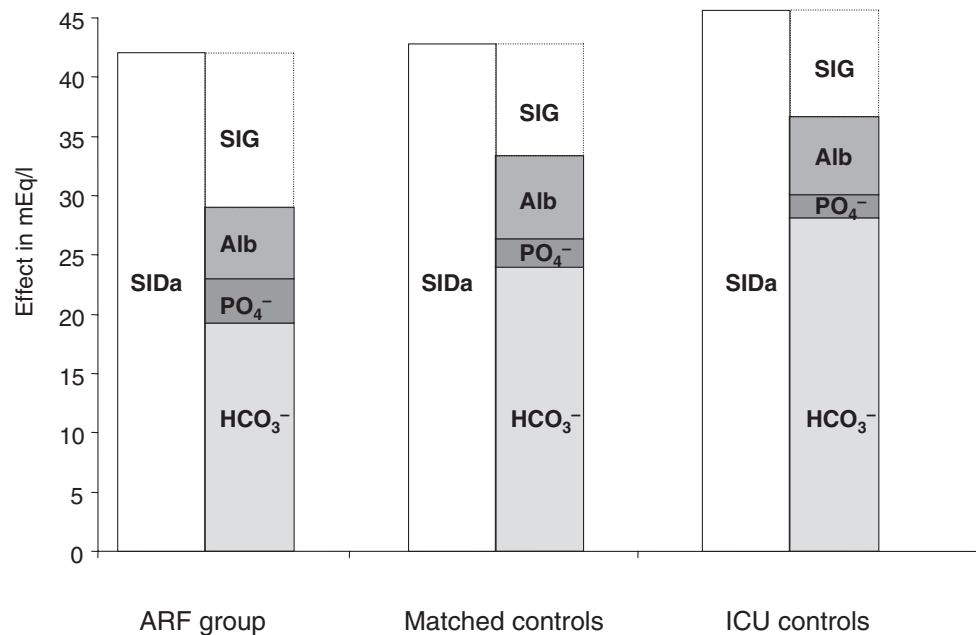 Effect in mEq/l
45
40
35
30
25
20
15
10
5
0
SIDa
SIG
Alb
PO₄⁻
HCO₃⁻
SIDa
SIG
Alb
PO₄⁻
HCO₃⁻
SIDa
SIG
Alb
PO₄⁻
HCO₃⁻
ARF group
Matched controls
ICU controls